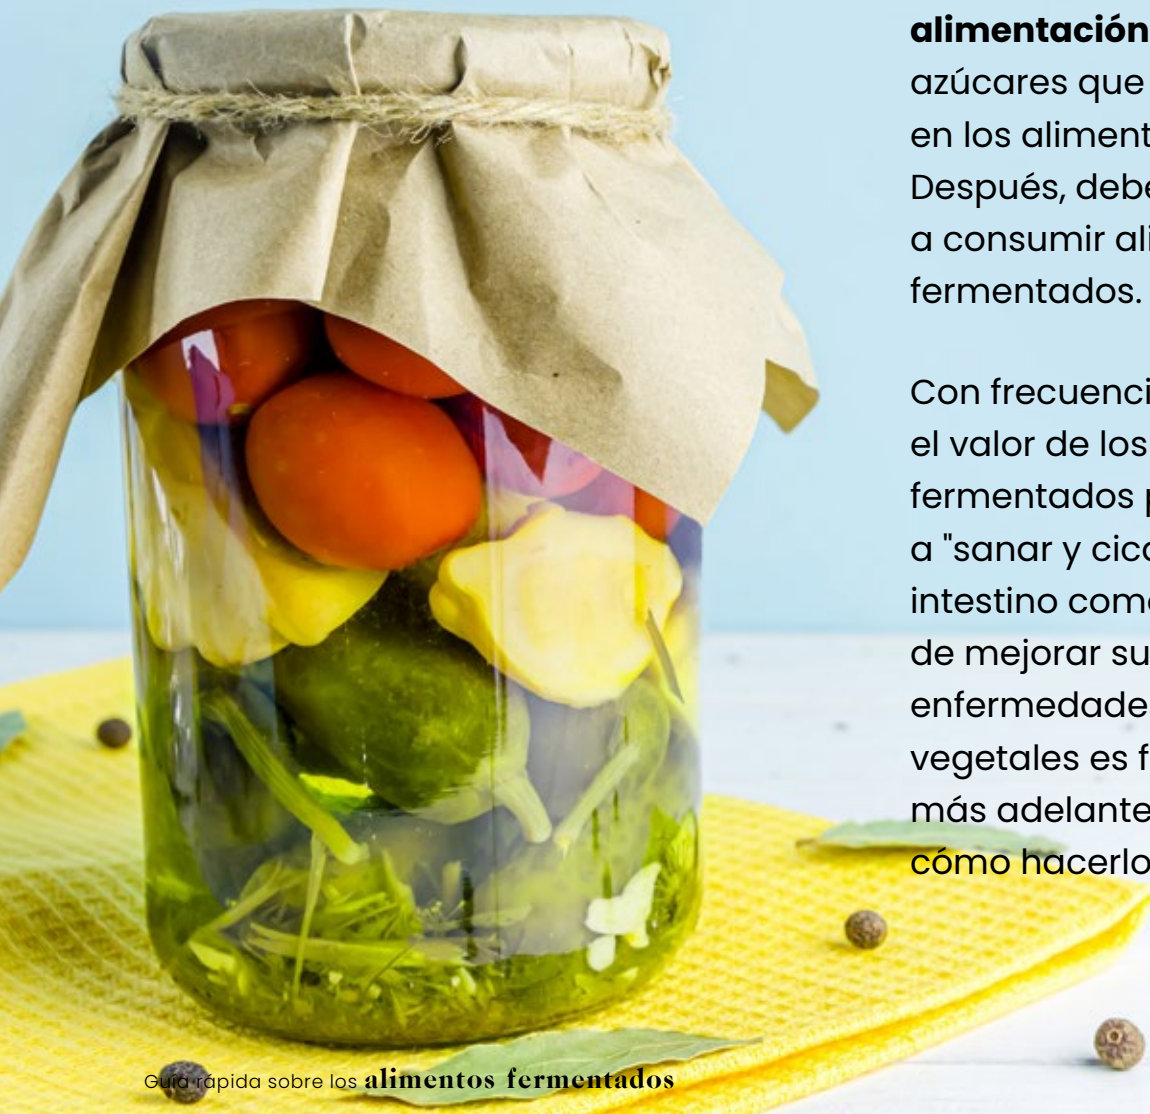 alimentación
azúcares que
en los aliment
Después, debe
a consumir ali
fermentados.
Con frecuenci
el valor de los
fermentados p
a "sanar y cica
intestino como
de mejorar su
enfermedade
vegetales es f
más adelante
cómo hacerlo
Guía rápida sobre los alimentos fermentados